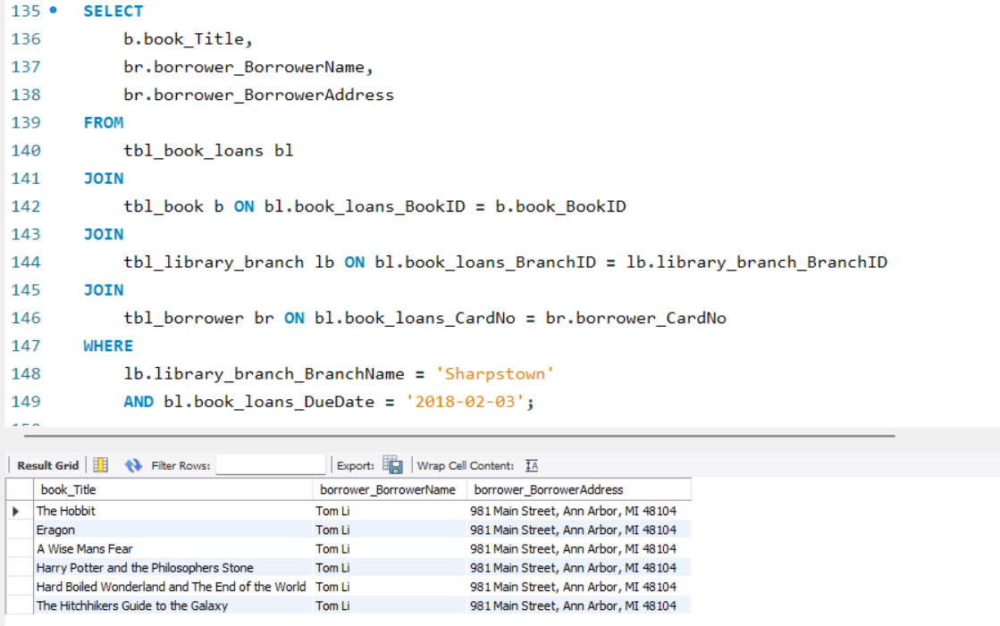 135 SELECT
136 b.book_Title,
137 br.borrower_BorrowerName,
138 br.borrower_BorrowerAddress
139 FROM
140 tbl_book_loans bl
141 JOIN
142 tbl_book b ON bl.book_loans_BookID = b.book_BookID
143 JOIN
144 tbl_library_branch lb ON bl.book_loans_BranchID = lb.library_branch_BranchID
145 JOIN
146 tbl_borrower br ON bl.book_loans_CardNo = br.borrower_CardNo
147 WHERE
148 lb.library_branch_BranchName = 'Sharpstown'
149 AND bl.book_loans_DueDate = '2018-02-03';
Result Grid Filter Rows: Export: Wrap Cell Content: IA
book_Title borrower_BorrowerName borrower_BorrowerAddress
The Hobbit Tom Li 981 Main Street, Ann Arbor, MI 48104
Eragon Tom Li 981 Main Street, Ann Arbor, MI 48104
A Wise Mans Fear Tom Li 981 Main Street, Ann Arbor, MI 48104
Harry Potter and the Philosophers Stone Tom Li 981 Main Street, Ann Arbor, MI 48104
Hard Boiled Wonderland and The End of the World Tom Li 981 Main Street, Ann Arbor, MI 48104
The Hitchhikers Guide to the Galaxy Tom Li 981 Main Street, Ann Arbor, MI 48104